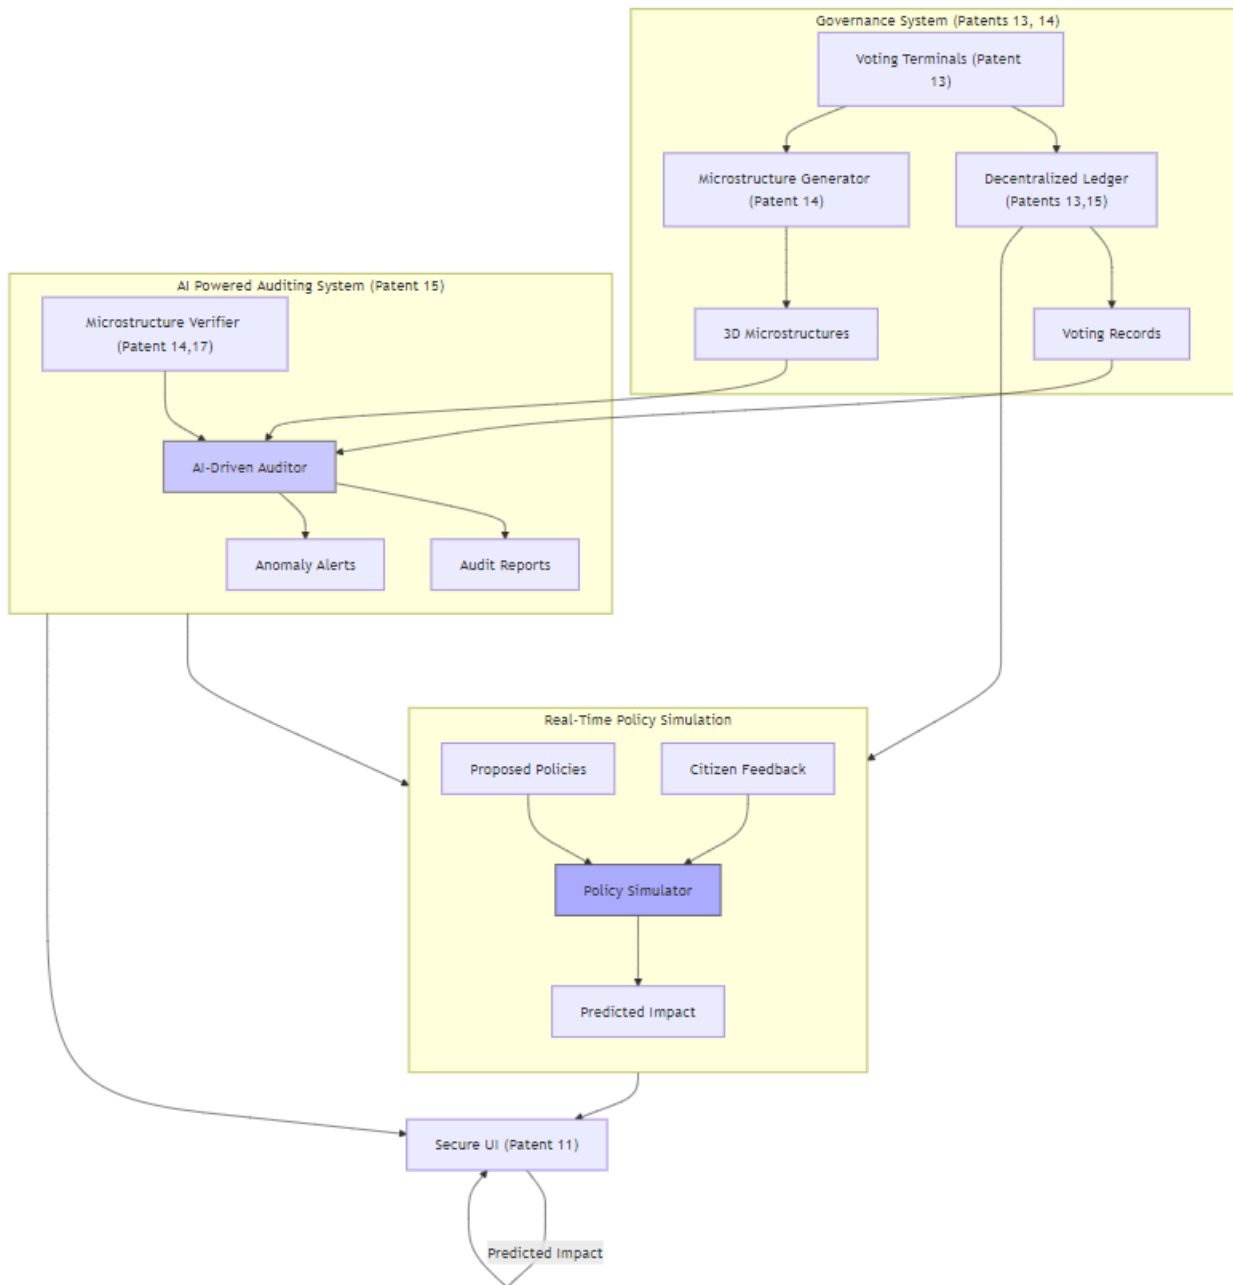 Governance System (Patents 13, 14)
Voting Terminals (Patent
13)
Microstructure Generator
(Patent 14)
Decentralized Ledger
(Patents 13,15)
3D Microstructures
Voting Records
AI Powered Auditing System (Patent 15)
Microstructure Verifier
(Patent 14,17)
AI-Driven Auditor
Anomaly Alerts
Audit Reports
Real-Time Policy Simulation
Proposed Policies
Citizen Feedback
Policy Simulator
Predicted Impact
Secure UI (Patent 11)
Predicted Impact